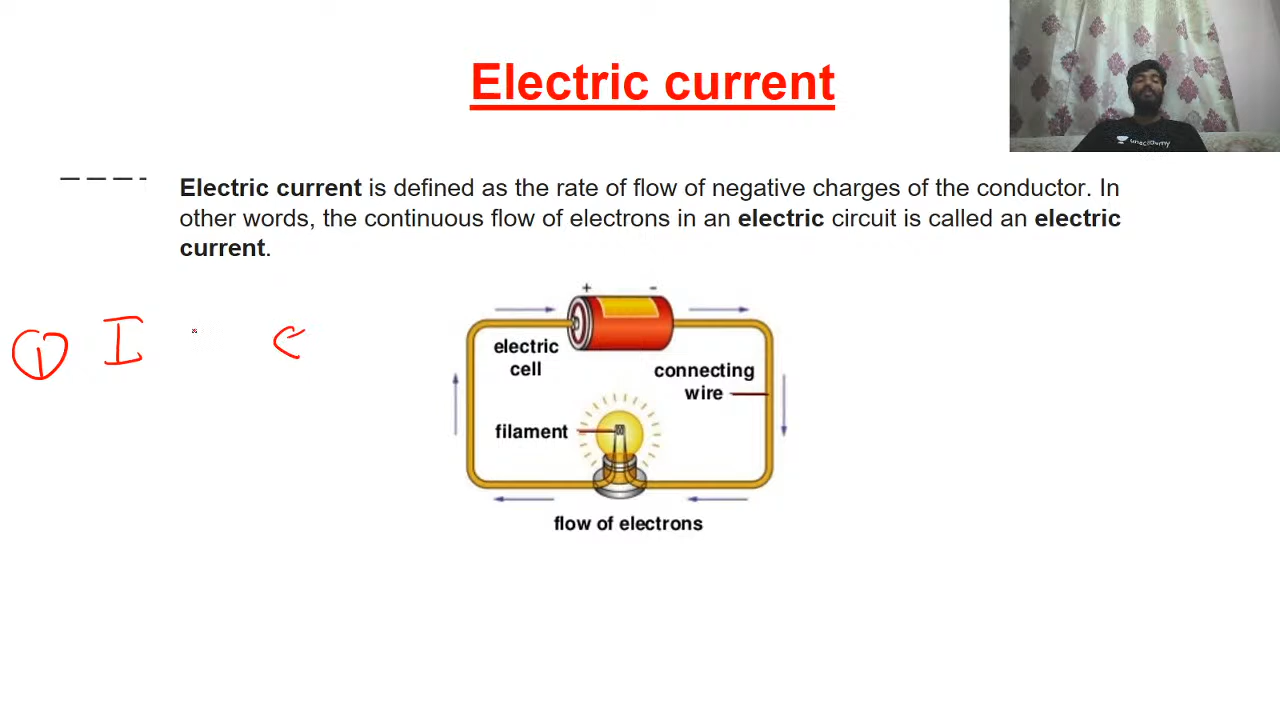 Electric current
Electric current is defined as the rate of flow of negative charges of the conductor. In
other words, the continuous flow of electrons in an electric circuit is called an electric
current.
① I
+ -
electric
cell
connecting
wire
filament
flow of electrons
unacademy